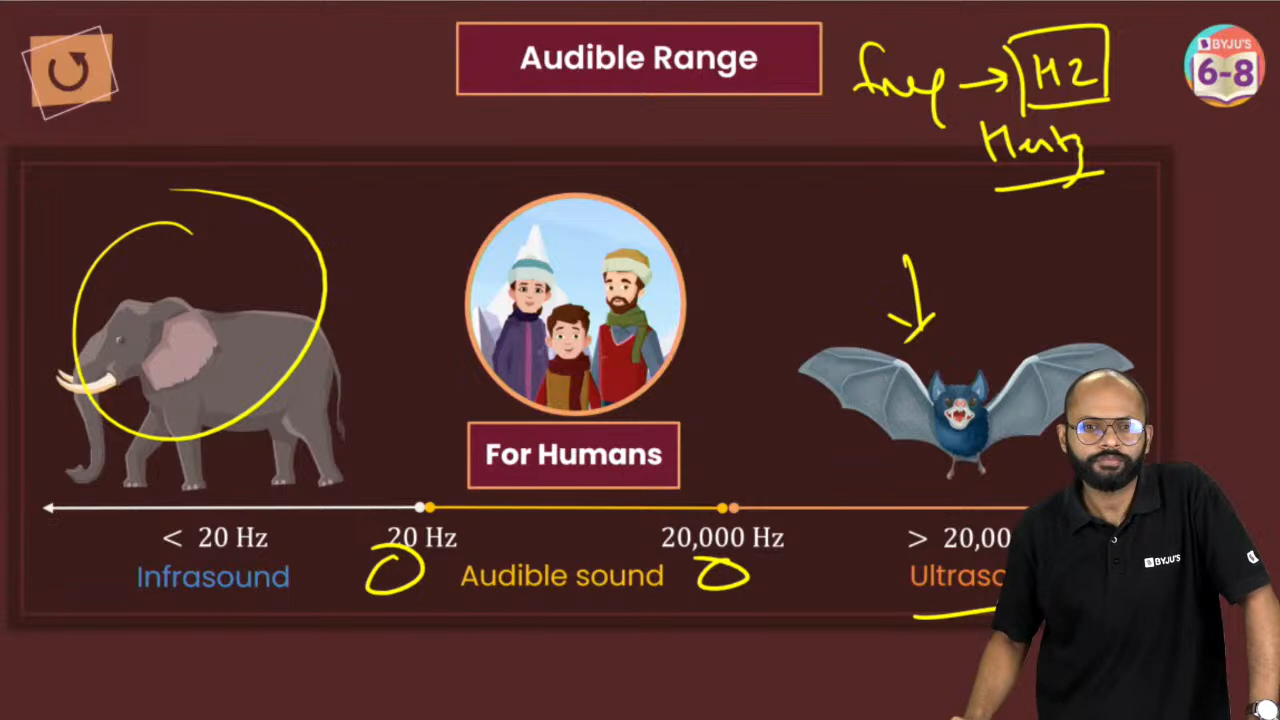 Audible Range
freq → HZ
Hertz
BYJU'S
6-8
For Humans
< 20 Hz
20 Hz
20,000 Hz
> 20,00
Infrasound
Audible sound
Ultraso
BYJU'S